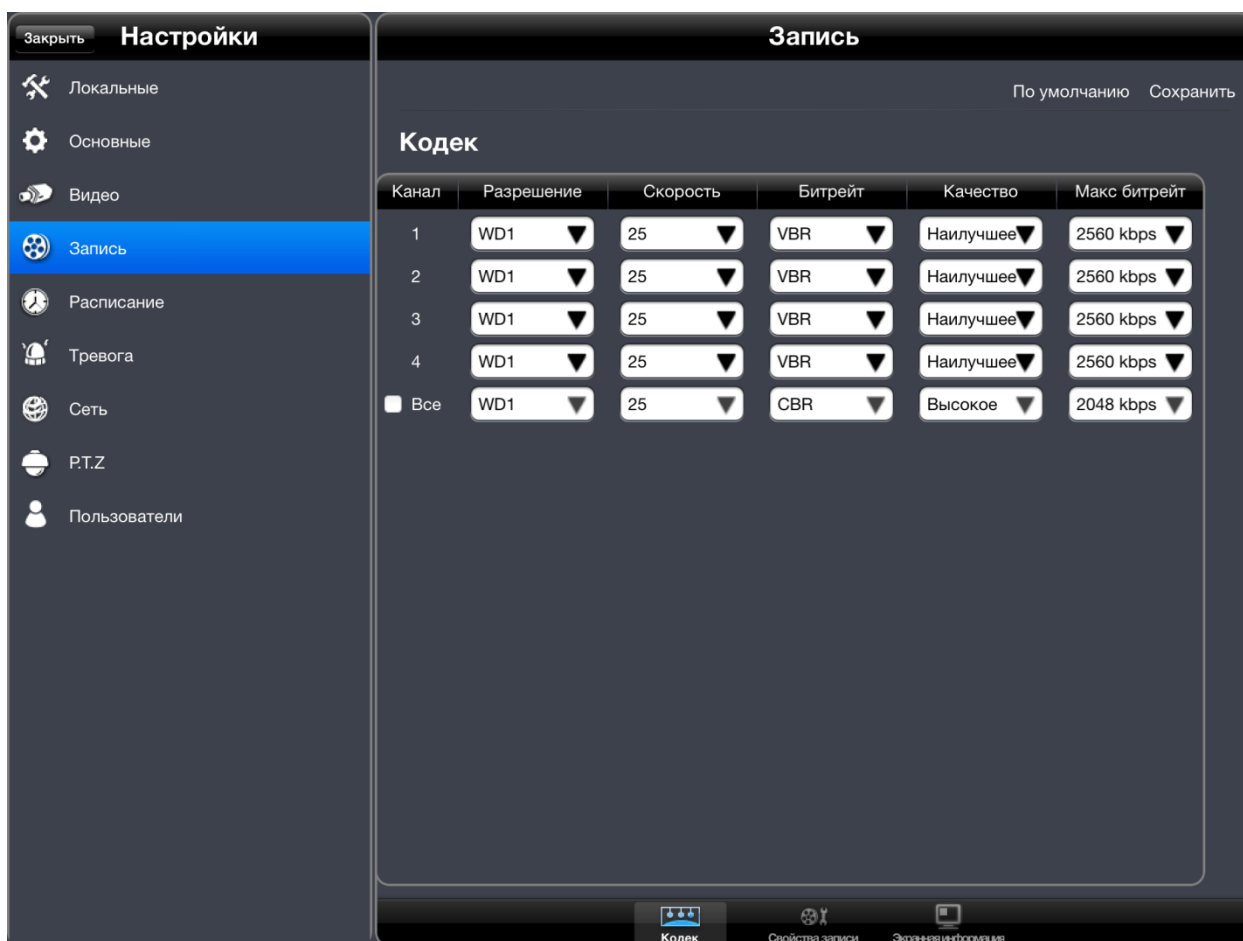 Закрыть Настройки
Локальные
Основные
Видео
Запись
Расписание
Тревога
Сеть
P.T.Z
Пользователи
Запись
По умолчанию Сохранить
Кодек
Канал Разрешение Скорость Битрейт Качество Макс битрейт
1 WD1 25 VBR Наилучшее 2560 kbps
2 WD1 25 VBR Наилучшее 2560 kbps
3 WD1 25 VBR Наилучшее 2560 kbps
4 WD1 25 VBR Наилучшее 2560 kbps
Все WD1 25 CBR Высокое 2048 kbps
Кодек Свойства записи Экранная информация